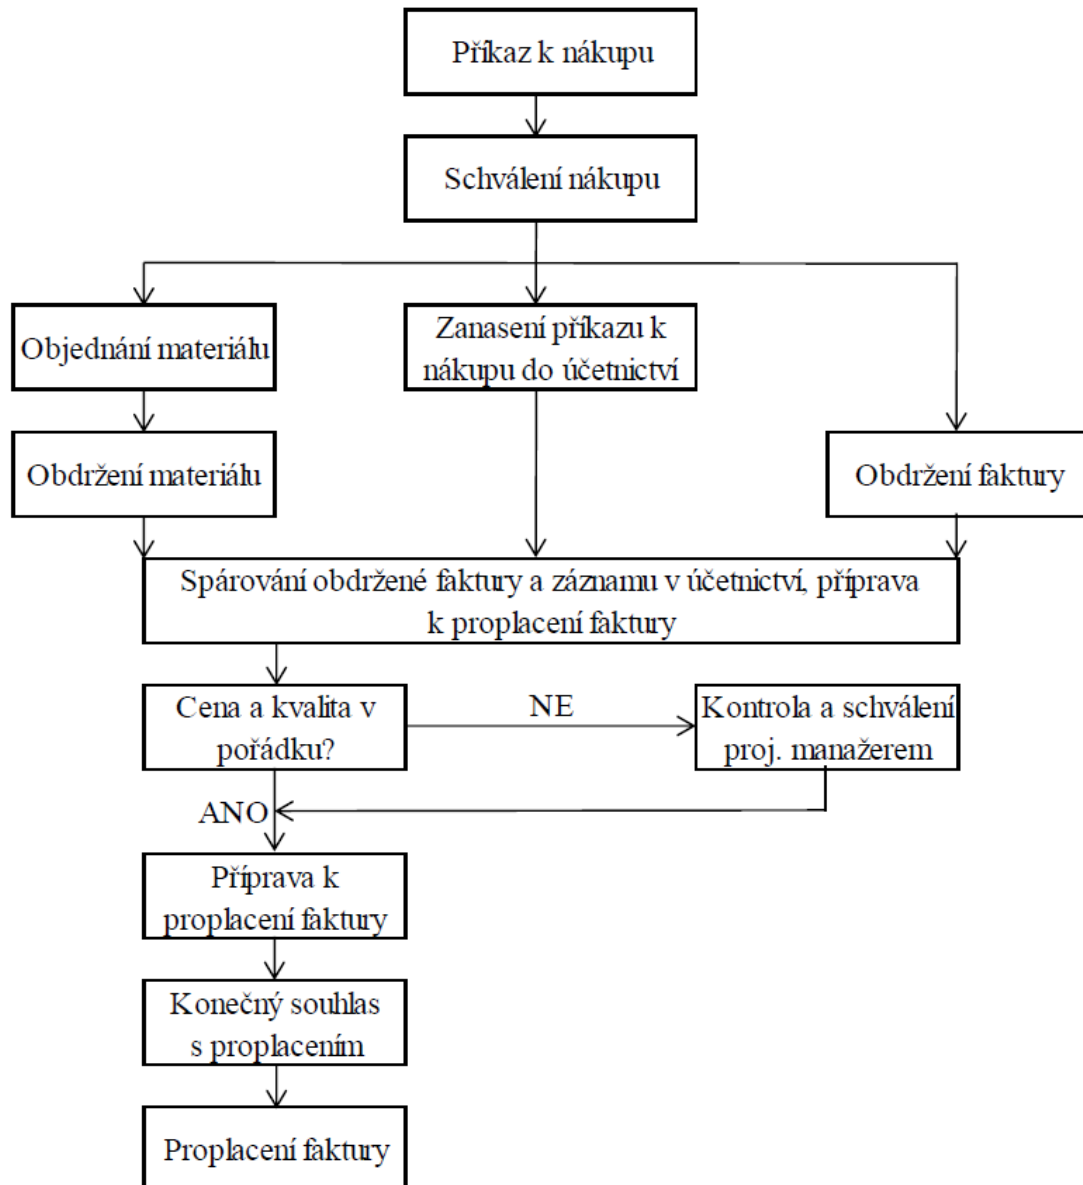 Příkaz k nákupu
Schválení nákupu
Objednání materiálu
Zanasení příkazu k
nákupu do účetnictví
Obdržení materiálu
Obdržení faktury
Spárování obdržené faktury a záznamu v účetnictví, příprava
k proplacení faktury
Cena a kvalita v
pořádku?
NE
Kontrola a schválení
proj. manažerem
ANO
Příprava k
proplacení faktury
Konečný souhlas
s proplacením
Proplacení faktury